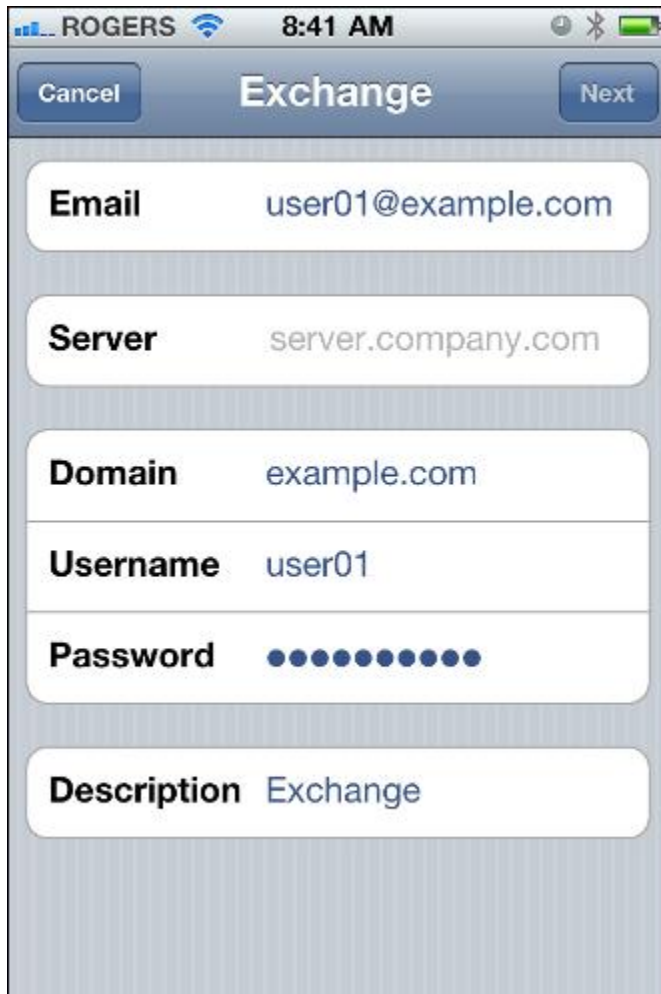 ROGERS 8:41 AM
Cancel Exchange Next
Email user01@example.com
Server server.company.com
Domain example.com
Username user01
Password ●●●●●●●●●●
Description Exchange